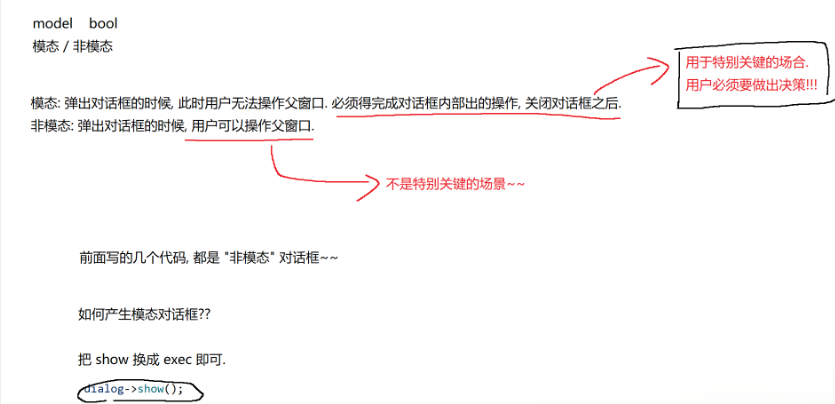 model bool
模态 / 非模态
用于特别关键的场合.
用户必须要做出决策!!!
模态: 弹出对话框的时候, 此时用户无法操作父窗口. 必须得完成对话框内部出的操作, 关闭对话框之后.
非模态: 弹出对话框的时候, 用户可以操作父窗口.
不是特别关键的场景~~
前面写的几个代码, 都是 "非模态" 对话框~~
如何产生模态对话框??
把 show 换成 exec 即可.
dialog->show();